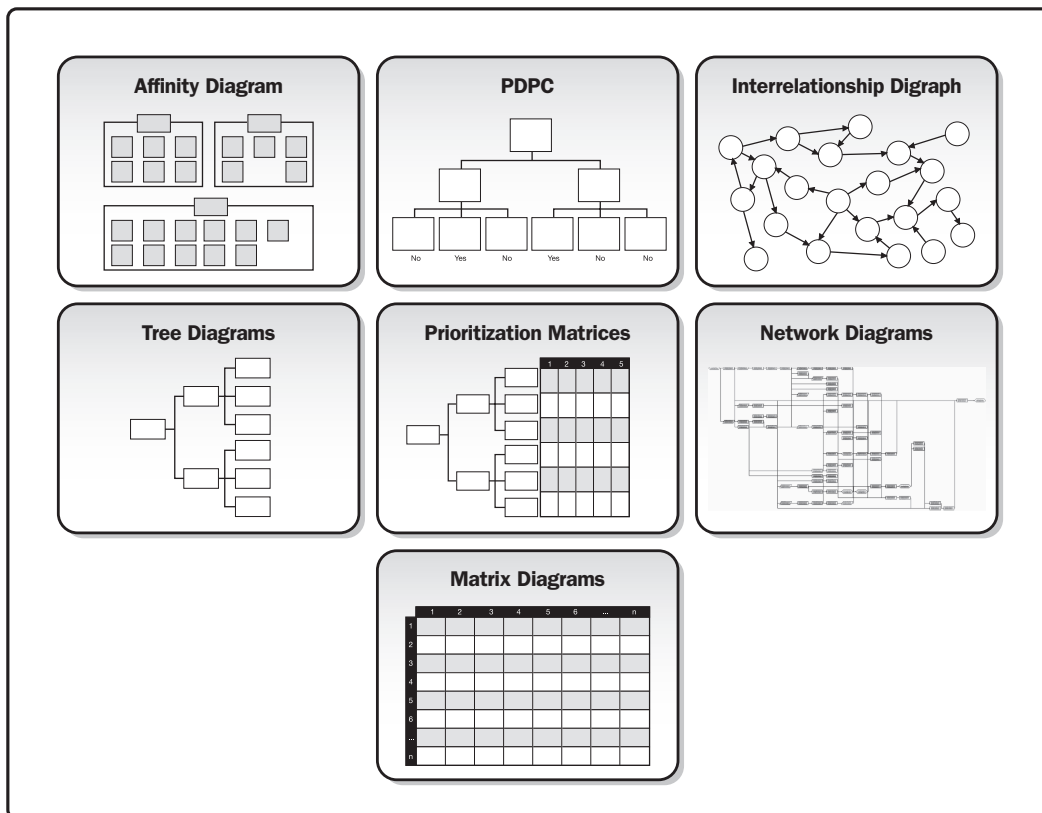 Affinity Diagram
PDPC
No Yes No Yes No No
Interrelationship Digraph
Tree Diagrams
Prioritization Matrices
1 2 3 4 5
Network Diagrams
Matrix Diagrams
1 2 3 4 5 6 ... n
1
2
3
4
5
6
...
n